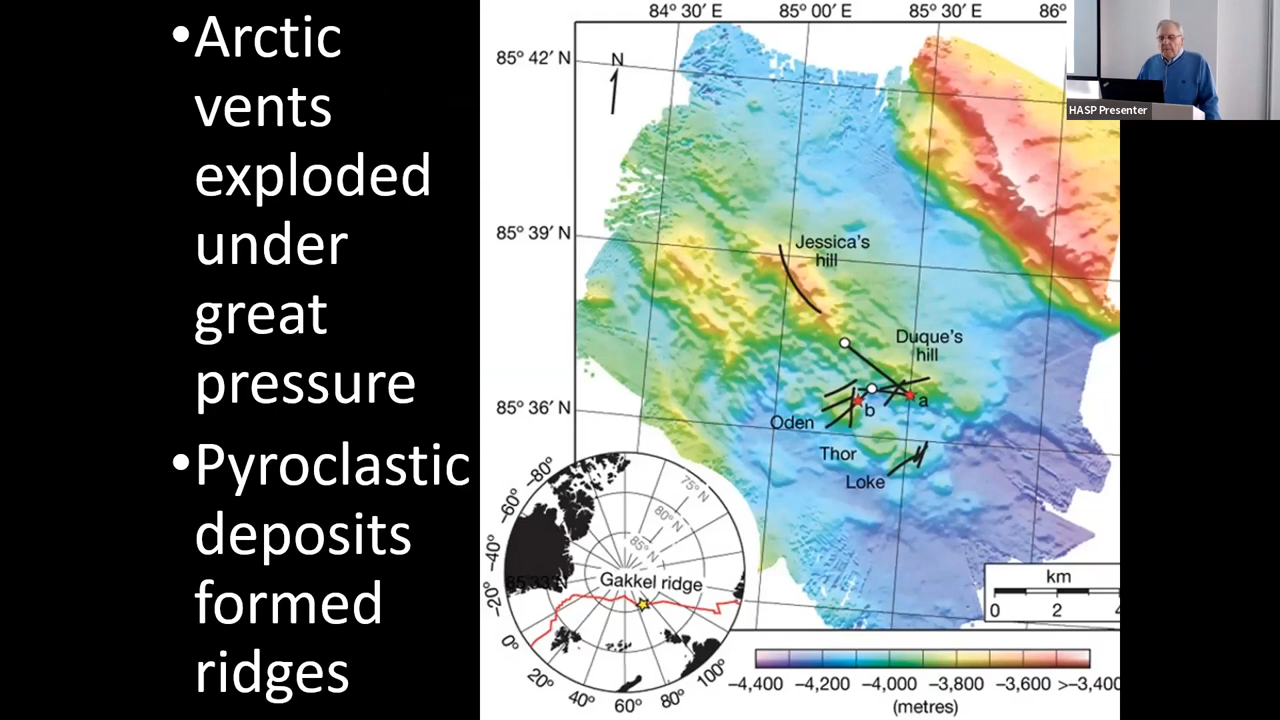 •Arctic
vents
exploded
under
great
pressure
•Pyroclastic
deposits
formed
ridges
84° 30′ E
85° 00′ E
85° 30′ E
86°
85° 42′ N
N
85° 39′ N
85° 36′ N
85 33 N
Jessica's
hill
Duque's
hill
a
b
Oden
Thor
Loke
–80°
–60°
–40°
–20°
0°
20°
40°
60°
80°
100°
75° N
80° N
85° N
Gakkel ridge
km
0 2 4
–4,400 –4,200 –4,000 –3,800 –3,600 >–3,400
(metres)
HASP Presenter